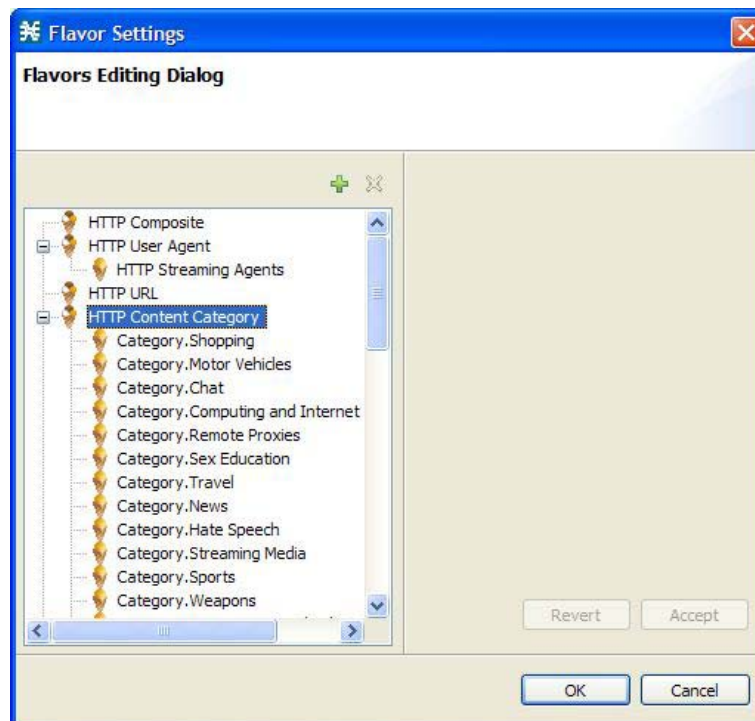 Flavor Settings
Flavors Editing Dialog
HTTP Composite
HTTP User Agent
HTTP Streaming Agents
HTTP URL
HTTP Content Category
Category.Shopping
Category.Motor Vehicles
Category.Chat
Category.Computing and Internet
Category.Remote Proxies
Category.Sex Education
Category.Travel
Category.News
Category.Hate Speech
Category.Streaming Media
Category.Sports
Category.Weapons
Revert Accept
OK Cancel